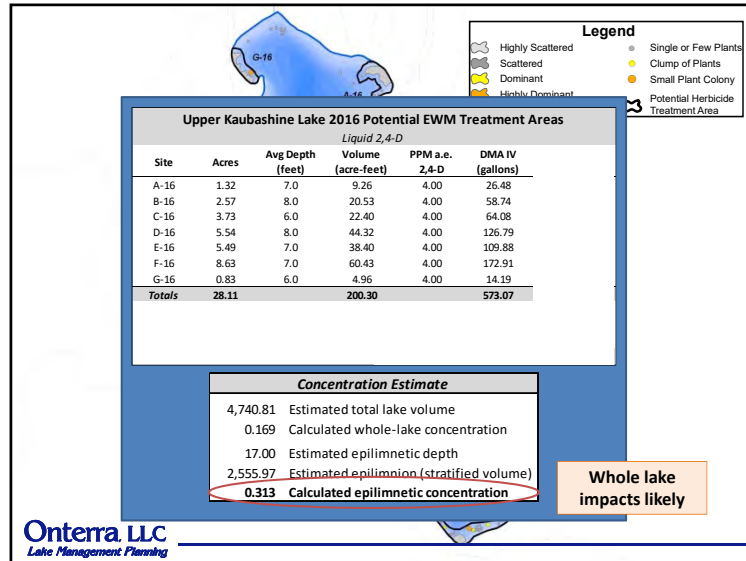 Legend
Highly Scattered
Scattered
Dominant
Highly Dominant
Single or Few Plants
Clump of Plants
Small Plant Colony
Potential Herbicide
Treatment Area
G-16
A-16
Upper Kaubashine Lake 2016 Potential EWM Treatment Areas
Liquid 2,4-D
Site Acres Avg Depth (feet) Volume (acre-feet) PPM a.e. 2,4-D DMA IV (gallons)
A-16 1.32 7.0 9.26 4.00 26.48
B-16 2.57 8.0 20.53 4.00 58.74
C-16 3.73 6.0 22.40 4.00 64.08
D-16 5.54 8.0 44.32 4.00 126.79
E-16 5.49 7.0 38.40 4.00 109.88
F-16 8.63 7.0 60.43 4.00 172.91
G-16 0.83 6.0 4.96 4.00 14.19
Totals 28.11 200.30 573.07
Concentration Estimate
4,740.81 Estimated total lake volume
0.169 Calculated whole-lake concentration
17.00 Estimated epilimnetic depth
2,555.97 Estimated epilimnion (stratified volume)
0.313 Calculated epilimnetic concentration
Whole lake
impacts likely
Onterra, LLC
Lake Management Planning